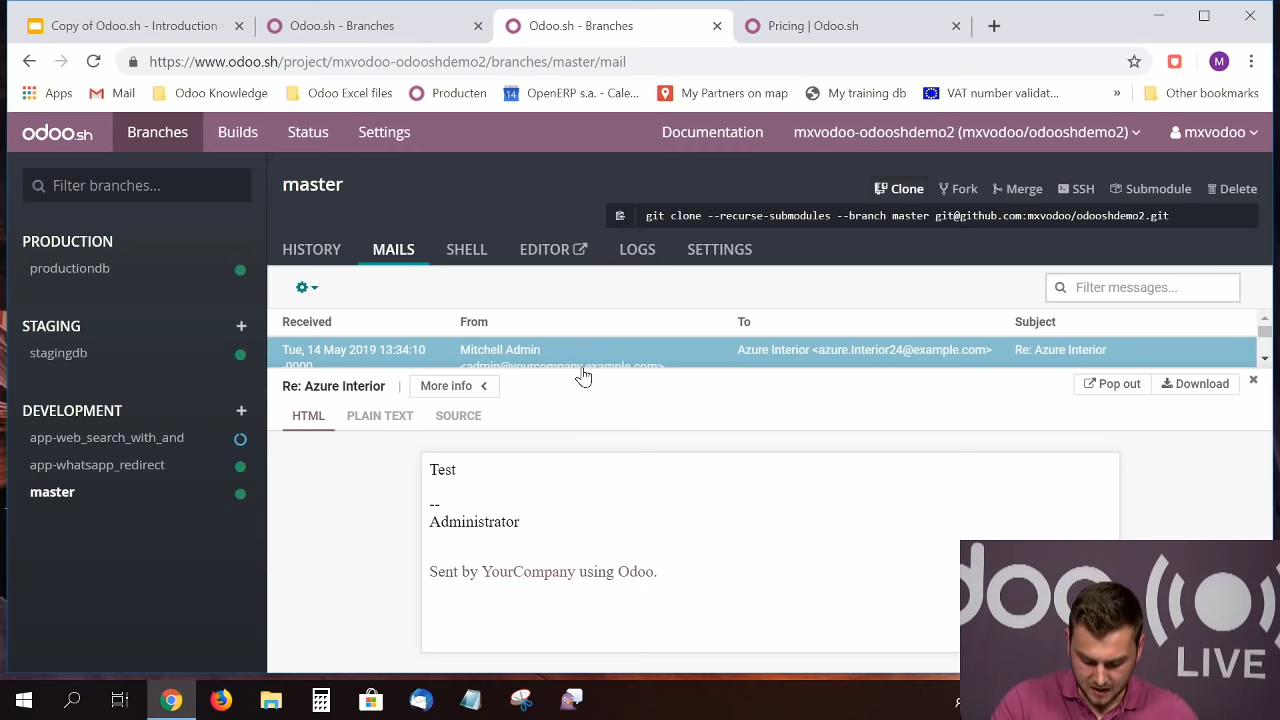 Copy of Odoo.sh - Introduction
Odoo.sh - Branches
Odoo.sh - Branches
Pricing | Odoo.sh
https://www.odoo.sh/project/mxvodoo-odooshdemo2/branches/master/mail
M
Apps
Mail
Odoo Knowledge
Odoo Excel files
Producten
14
OpenERP s.a. - Cale...
My Partners on map
My training db
VAT number validat...
»
Other bookmarks
odoo.sh
Branches
Builds
Status
Settings
Documentation
mxvodoo-odooshdemo2 (mxvodoo/odooshdemo2)
mxvodoo
Filter branches...
PRODUCTION
productiondb
STAGING
stagingdb
DEVELOPMENT
app-web_search_with_and
app-whatsapp_redirect
master
master
Clone
Fork
Merge
SSH
Submodule
Delete
git clone --recurse-submodules --branch master git@github.com:mxvodoo/odooshdemo2.git
HISTORY
MAILS
SHELL
EDITOR
LOGS
SETTINGS
Filter messages...
Received From To Subject
Tue, 14 May 2019 13:34:10 Mitchell Admin Azure Interior <azure.Interior24@example.com> Re: Azure Interior
<admin@yourcompany.example.com>
Re: Azure Interior
More info
Pop out
Download
HTML
PLAIN TEXT
SOURCE
Test
--
Administrator
Sent by YourCompany using Odoo.
odoo
LIVE